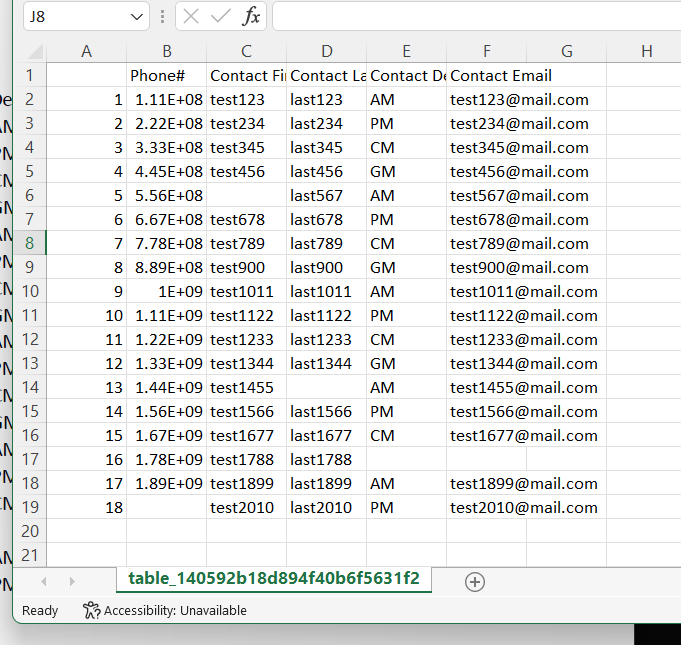 J8 fx
A B C D E F G H
1 Phone# Contact Fi Contact La Contact De Contact Email
2 1 1.11E+08 test123 last123 AM test123@mail.com
3 2 2.22E+08 test234 last234 PM test234@mail.com
4 3 3.33E+08 test345 last345 CM test345@mail.com
5 4 4.45E+08 test456 last456 GM test456@mail.com
6 5 5.56E+08 last567 AM test567@mail.com
7 6 6.67E+08 test678 last678 PM test678@mail.com
8 7 7.78E+08 test789 last789 CM test789@mail.com
9 8 8.89E+08 test900 last900 GM test900@mail.com
10 9 1E+09 test1011 last1011 AM test1011@mail.com
11 10 1.11E+09 test1122 last1122 PM test1122@mail.com
12 11 1.22E+09 test1233 last1233 CM test1233@mail.com
13 12 1.33E+09 test1344 last1344 GM test1344@mail.com
14 13 1.44E+09 test1455 AM test1455@mail.com
15 14 1.56E+09 test1566 last1566 PM test1566@mail.com
16 15 1.67E+09 test1677 last1677 CM test1677@mail.com
17 16 1.78E+09 test1788 last1788
18 17 1.89E+09 test1899 last1899 AM test1899@mail.com
19 18 test2010 last2010 PM test2010@mail.com
20
21
table_140592b18d894f40b6f5631f2
Ready Accessibility: Unavailable